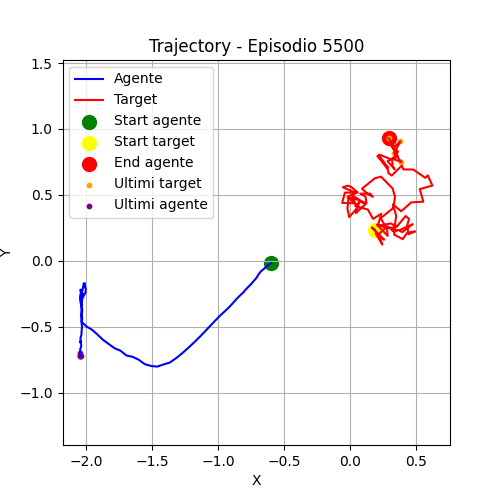 Trajectory - Episodio 5500
Agente
Target
Start agente
Start target
End agente
Ultimi target
Ultimi agente
1.5
1.0
0.5
0.0
−0.5
−1.0
Y
−2.0 −1.5 −1.0 −0.5 0.0 0.5
X